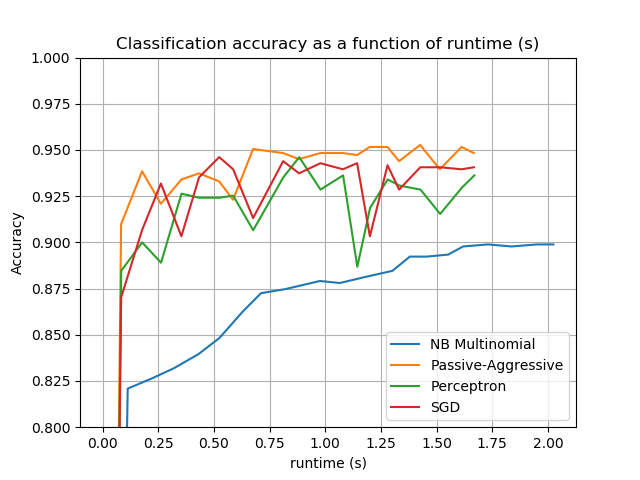 Classification accuracy as a function of runtime (s)
1.000
0.975
0.950
0.925
0.900
0.875
0.850
0.825
0.800
Accuracy
NB Multinomial
Passive-Aggressive
Perceptron
SGD
0.00 0.25 0.50 0.75 1.00 1.25 1.50 1.75 2.00
runtime (s)